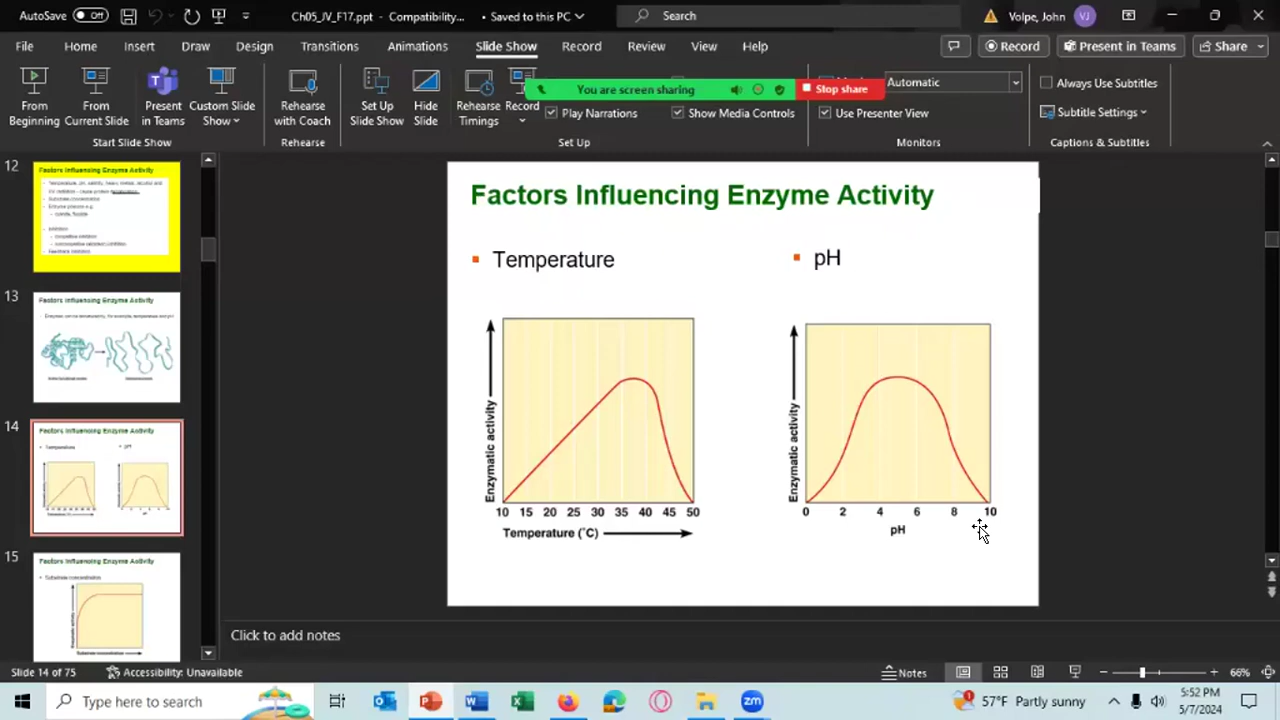 AutoSave Off Ch05_IV_F17.ppt - Compatibility... • Saved to this PC Search Volpe, John VJ
File Home Insert Draw Design Transitions Animations Slide Show Record Review View Help Record Present in Teams Share
From Beginning From Current Slide Present in Teams Custom Slide Show Rehearse with Coach Set Up Slide Show Hide Slide Rehearse Timings Record
You are screen sharing Stop share
Automatic Always Use Subtitles
Play Narrations Show Media Controls Use Presenter View Subtitle Settings
Start Slide Show Rehearse Set Up Monitors Captions & Subtitles
12
Factors Influencing Enzyme Activity
13
Factors Influencing Enzyme Activity
14
Factors Influencing Enzyme Activity
Temperature pH
15
Factors Influencing Enzyme Activity
Substrate concentration
Factors Influencing Enzyme Activity
Temperature
pH
Enzymatic activity
10 15 20 25 30 35 40 45 50
Temperature (˚C)
Enzymatic activity
0 2 4 6 8 10
pH
Click to add notes
Slide 14 of 75 Accessibility: Unavailable Notes 66%
Type here to search 57°F Partly sunny 5:52 PM
5/7/2024